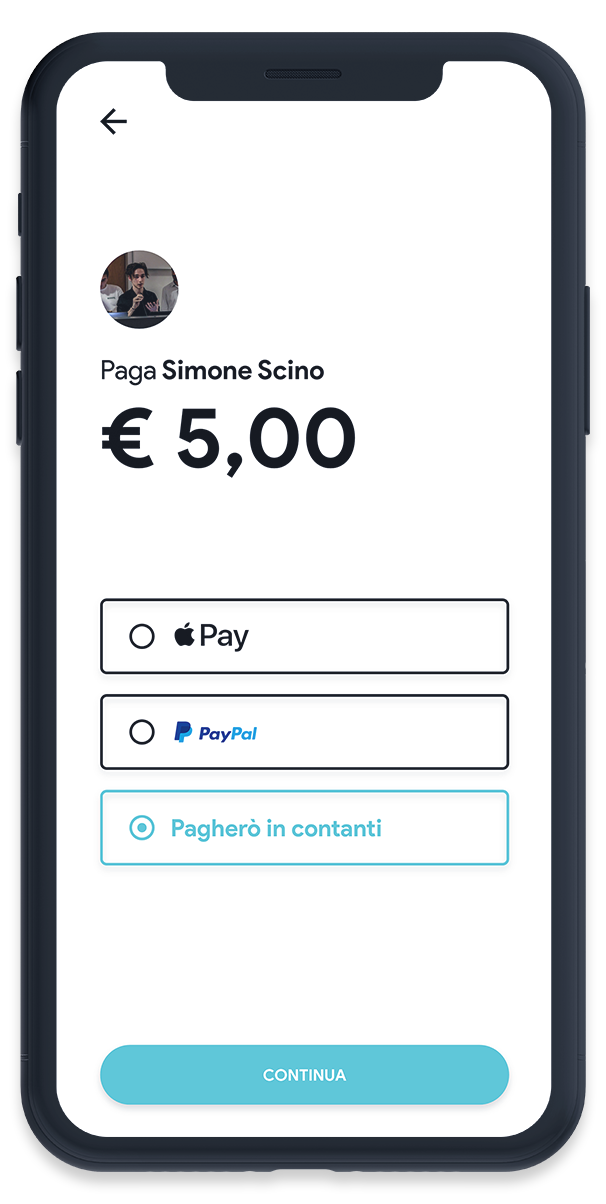 Paga Simone Scino
€ 5,00
Pay
PayPal
Pagherò in contanti
CONTINUA